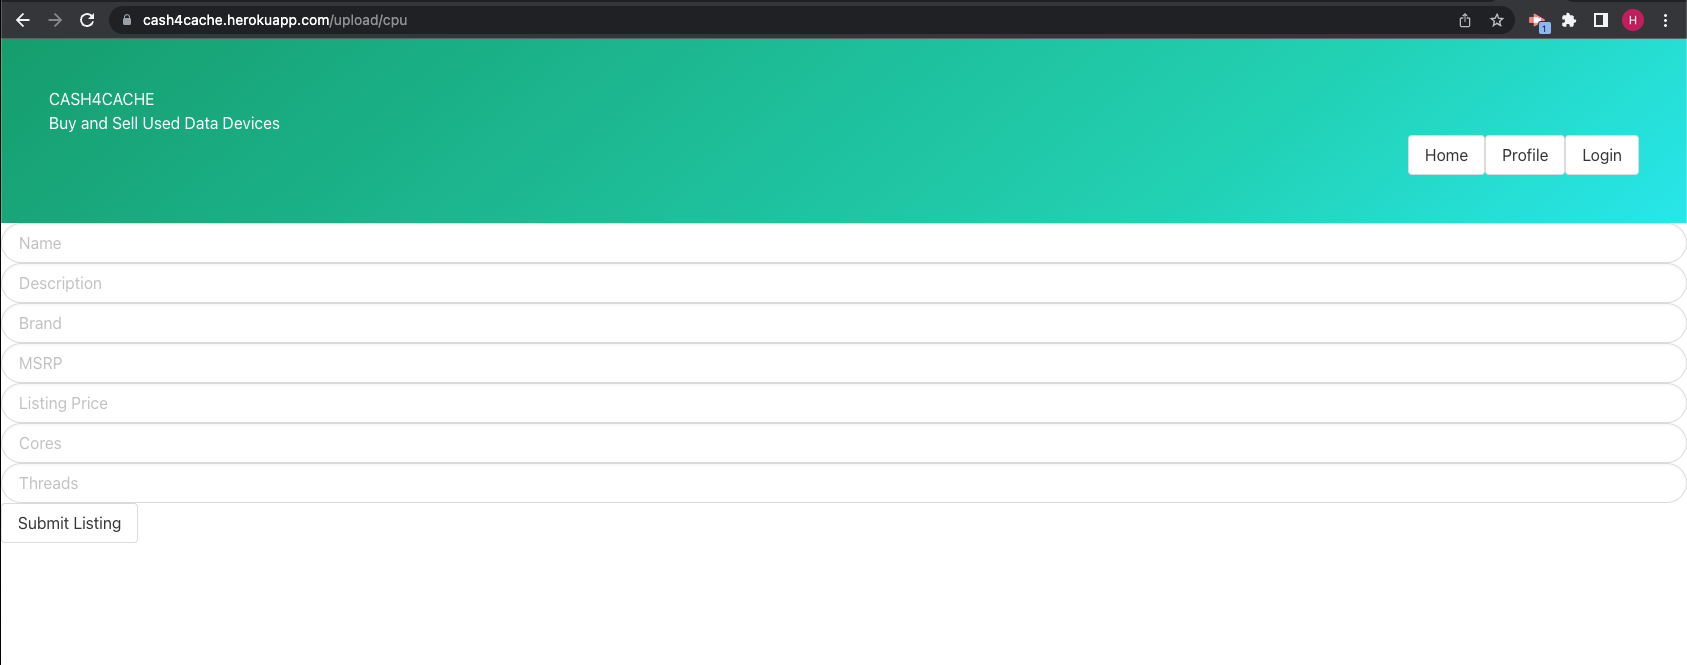 cash4cache.herokuapp.com/upload/cpu
1
H
CASH4CACHE
Buy and Sell Used Data Devices
Home Profile Login
Name
Description
Brand
MSRP
Listing Price
Cores
Threads
Submit Listing